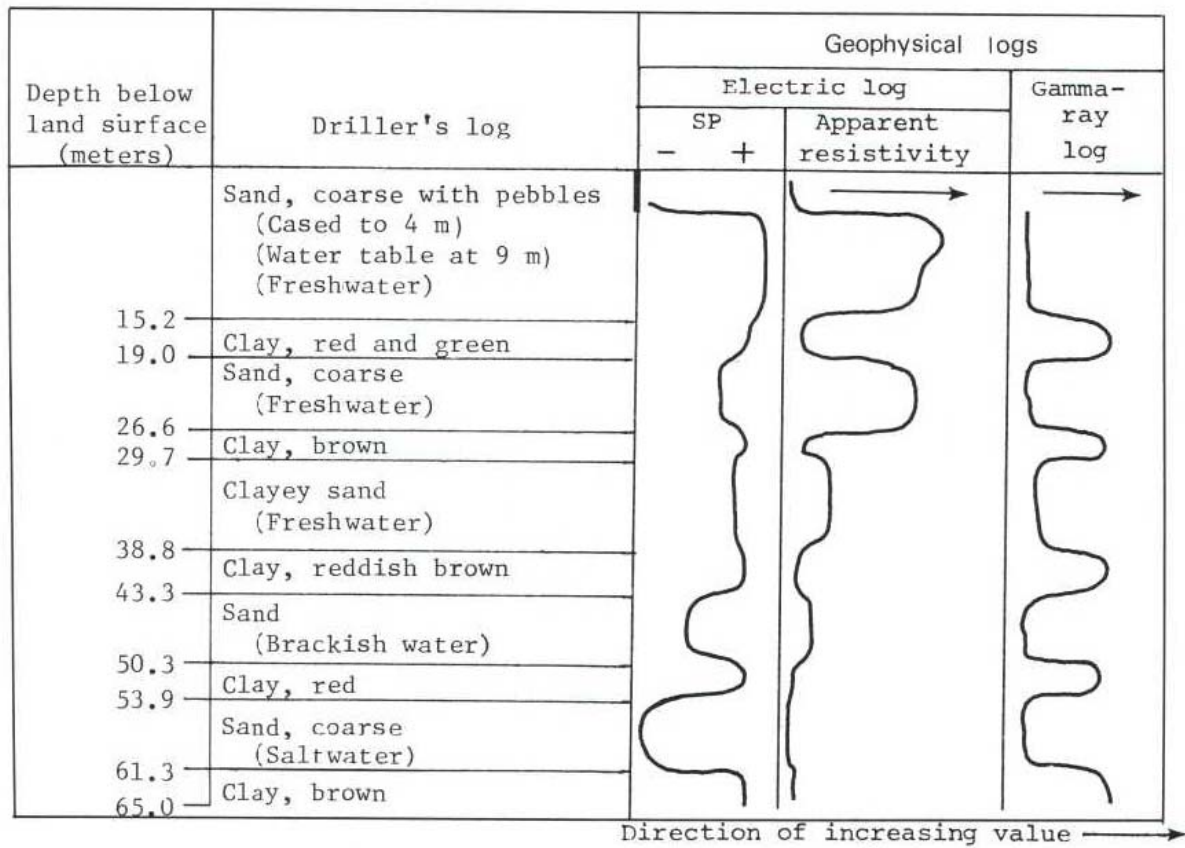 Geophysical logs
Depth below
land surface
(meters)
Driller's log
Electric log
Gamma-
ray
log
SP
- +
Apparent
resistivity
Sand, coarse with pebbles
(Cased to 4 m)
(Water table at 9 m)
(Freshwater)
15.2
Clay, red and green
19.0
Sand, coarse
(Freshwater)
26.6
Clay, brown
29.7
Clayey sand
(Freshwater)
38.8
Clay, reddish brown
43.3
Sand
(Brackish water)
50.3
Clay, red
53.9
Sand, coarse
(Saltwater)
61.3
Clay, brown
65.0
Direction of increasing value